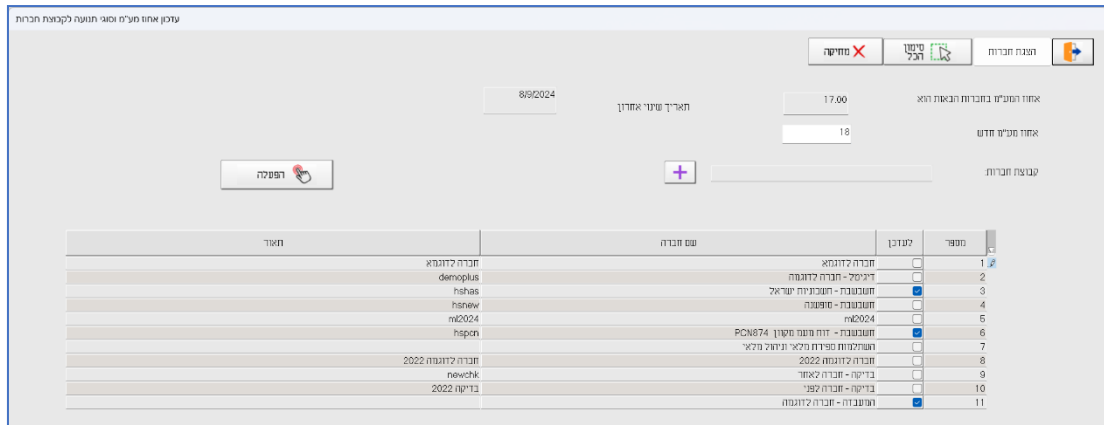 עדכון אחוז מע"מ וסוגי תנועה לקבוצת חברות
הצגת חברות סימון הכל מחיקה
אחוז המע"מ בחברות הבאות הוא 17.00 תאריך שינוי אחרון 8/9/2024
אחוז מע"מ חדש 18
קבוצת חברות: הפעלה
מספר לעדכן שם חברה תאור
1 חברה לדוגמא חברה לדוגמא
2 דיגיטל - חברה לדוגמה demoplus
3 חשבשבת - חשבוניות ישראל hshas
4 חשבשבת - סופשנה hsnew
5 ml2024 ml2024
6 חשבשבת - דוח מעמ מקוון PCN874 hspcn
7 השתלמות ספירת מלאי וניהול מלאי
8 חברה לדוגמה 2022 חברה לדוגמה 2022
9 בדיקה - חברה לאחר newchk
10 בדיקה - חברה לפני בדיקה 2022
11 המעבדה - חברה לדוגמה